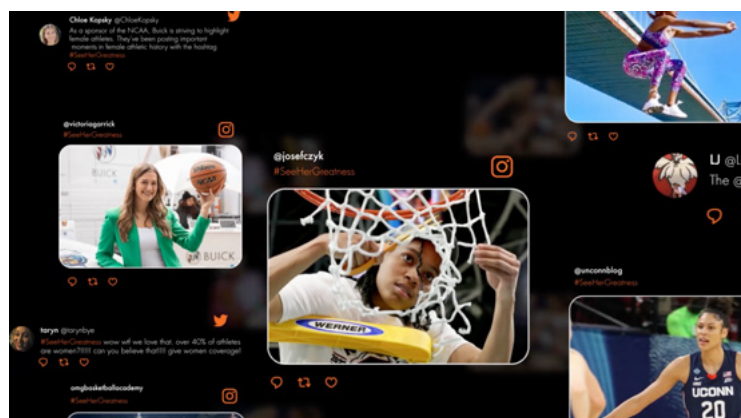 Chloe Kopsky @ChloeKopsky
As a sponsor of the NCAA, Buick is striving to highlight
female athletes. They've been posting important
moments in female athletic history with the hashtag
#SeeHerGreatness
@victoriagarrick
#SeeHerGreatness
BUICK
NCAA
BUICK
@josefczyk
#SeeHerGreatness
WERNER
LJ
The
@unconnblog
#SeeHerGreatness
UCONN
20
taryn @tarynbye
#SeeHerGreatness wow wtf we love that. over 40% of athletes
are women?!!!! can you believe that!!!! give women coverage!
omgbasketballacademy
#SeeHerGreatness